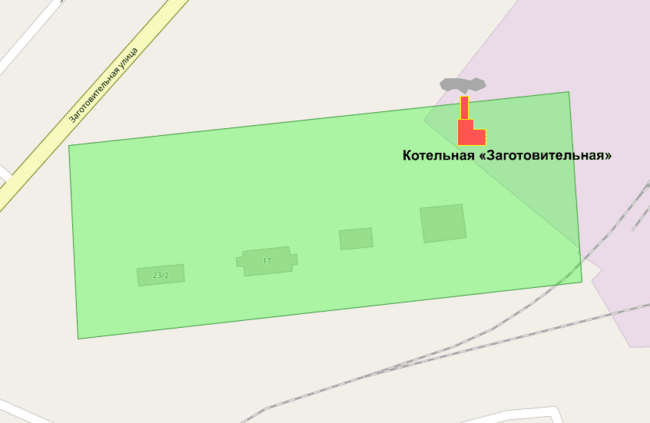 Заготовительная улица
Котельная «Заготовительная»
17
23/2